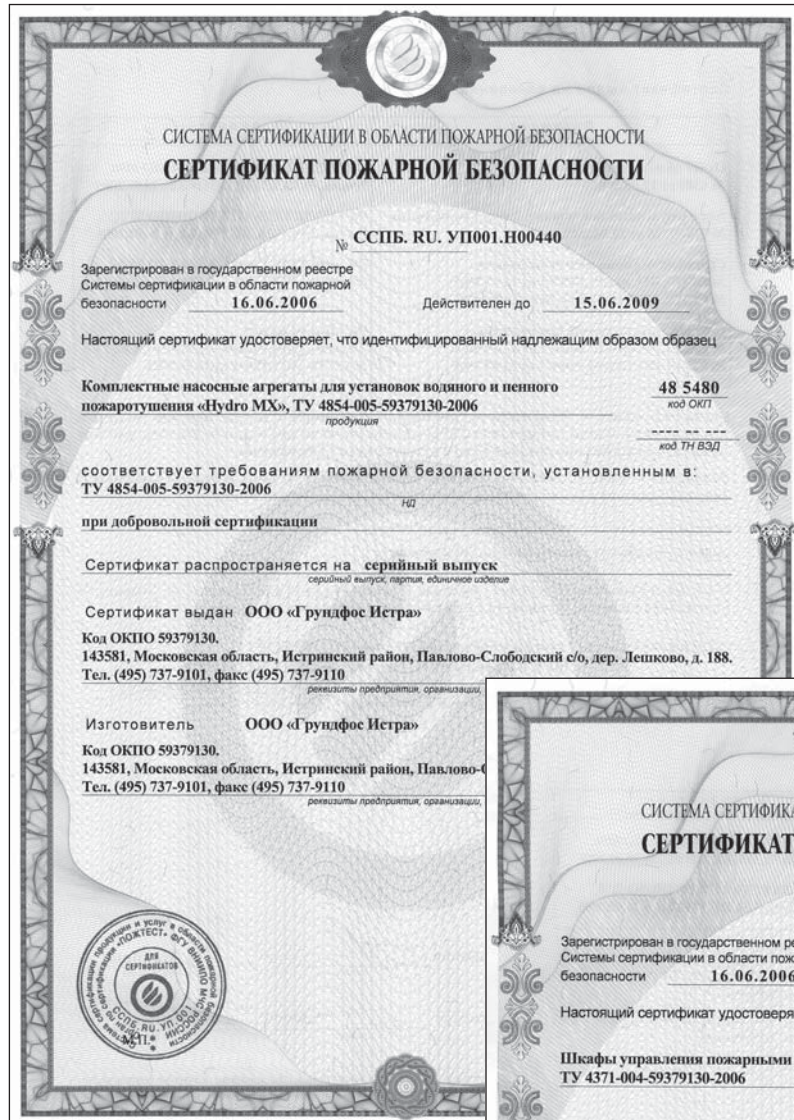 СИСТЕМА СЕРТИФИКАЦИИ В ОБЛАСТИ ПОЖАРНОЙ БЕЗОПАСНОСТИ
СЕРТИФИКАТ ПОЖАРНОЙ БЕЗОПАСНОСТИ
№ ССПБ. RU. УП001.Н00440
Зарегистрирован в государственном реестре
Системы сертификации в области пожарной
безопасности 16.06.2006 Действителен до 15.06.2009
Настоящий сертификат удостоверяет, что идентифицированный надлежащим образом образец
Комплектные насосные агрегаты для установок водяного и пенного 48 5480
пожаротушения «Hydro MX», ТУ 4854-005-59379130-2006 код ОКП
продукция
---- -- ---
код ТН ВЭД
соответствует требованиям пожарной безопасности, установленным в:
ТУ 4854-005-59379130-2006
НД
при добровольной сертификации
Сертификат распространяется на серийный выпуск
серийный выпуск, партия, единичное изделие
Сертификат выдан ООО «Грундфос Истра»
Код ОКПО 59379130.
143581, Московская область, Истринский район, Павлово-Слободский с/о, дер. Лешково, д. 188.
Тел. (495) 737-9101, факс (495) 737-9110
реквизиты предприятия, организации,
Изготовитель ООО «Грундфос Истра»
Код ОКПО 59379130.
143581, Московская область, Истринский район, Павлово-
Тел. (495) 737-9101, факс (495) 737-9110
реквизиты предприятия, организации,
ДЛЯ
СЕРТИФИКАТОВ
ССПБ.RU.УП.001
М.П.
СИСТЕМА СЕРТИФИКА
СЕРТИФИКАТ
Зарегистрирован в государственном ре
Системы сертификации в области пож
безопасности 16.06.2006
Настоящий сертификат удостоверя
Шкафы управления пожарными
ТУ 4371-004-59379130-2006